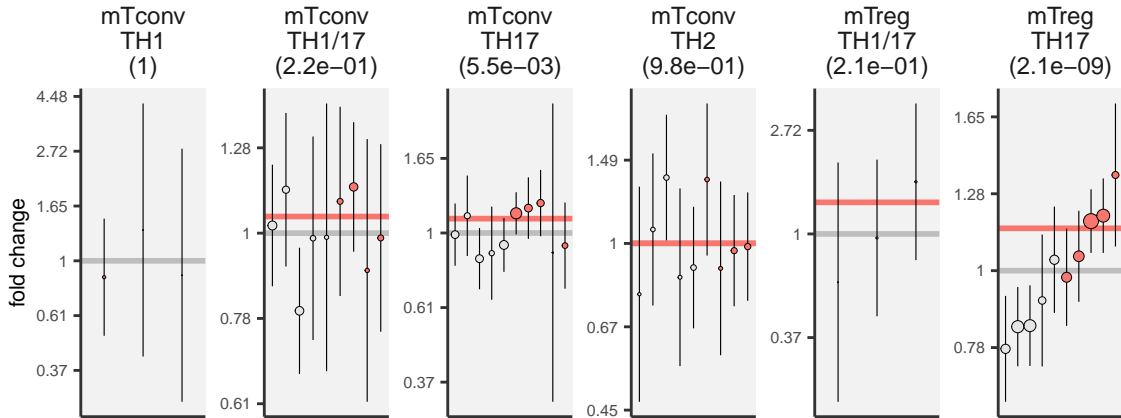 mTconv
TH1
(1)
mTconv
TH1/17
(2.2e−01)
mTconv
TH17
(5.5e−03)
mTconv
TH2
(9.8e−01)
mTreg
TH1/17
(2.1e−01)
mTreg
TH17
(2.1e−09)
fold change
4.48
2.72
1.65
1
0.61
0.37
1.28
1
0.78
0.61
1.65
1
0.61
0.37
1.49
1
0.67
0.45
2.72
1
0.37
1.65
1.28
1
0.78